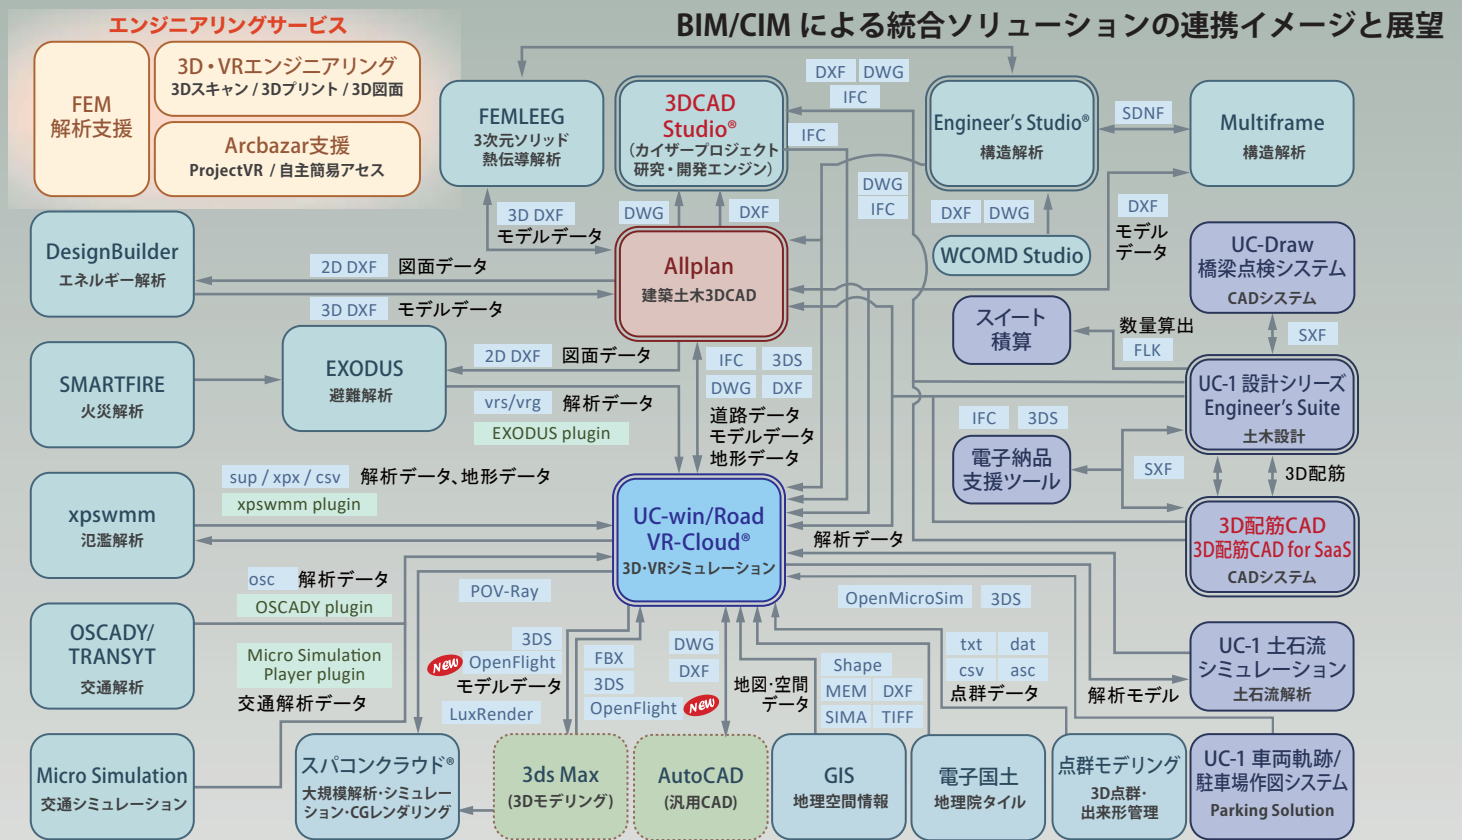 エンジニアリングサービス
BIM/CIM による統合ソリューションの連携イメージと展望
FEM
解析支援
3D・VRエンジニアリング
3Dスキャン / 3Dプリント / 3D図面
Arcbazar支援
ProjectVR / 自主簡易アセス
FEMLEEG
3次元ソリッド
熱伝導解析
3DCAD
Studio®
（カイザープロジェクト
研究・開発エンジン）
DXF DWG
IFC
IFC
Engineer's Studio®
構造解析
SDNF
Multiframe
構造解析
DWG
IFC
DXF DWG
WCOMD Studio
DXF
モデル
データ
3D DXF
モデルデータ
DWG
DXF
DesignBuilder
エネルギー解析
2D DXF 図面データ
3D DXF モデルデータ
Allplan
建築土木3DCAD
UC-Draw
橋梁点検システム
CADシステム
スイート
積算
数量算出
FLK
SXF
SMARTFIRE
火災解析
EXODUS
避難解析
2D DXF 図面データ
vrs/vrg 解析データ
EXODUS plugin
IFC 3DS
DWG DXF
道路データ
モデルデータ
地形データ
UC-1 設計シリーズ
Engineer's Suite
土木設計
IFC 3DS
電子納品
支援ツール
SXF
3D配筋
xpswmm
氾濫解析
sup / xpx / csv 解析データ、地形データ
xpswmm plugin
UC-win/Road
VR-Cloud®
3D・VRシミュレーション
解析データ
3D配筋CAD
3D配筋CAD for SaaS
CADシステム
osc 解析データ
OSCADY plugin
POV-Ray
OpenMicroSim 3DS
OSCADY/
TRANSYT
交通解析
Micro Simulation
Player plugin
交通解析データ
3DS
NEW OpenFlight
モデルデータ
LuxRender
FBX
3DS
OpenFlight NEW
DWG
DXF
地図・空間
データ
Shape
MEM DXF
SIMA TIFF
txt dat
csv asc
点群データ
解析モデル
UC-1 土石流
シミュレーション
土石流解析
Micro Simulation
交通シミュレーション
スパコンクラウド®
大規模解析・シミュレー
ション・CGレンダリング
3ds Max
(3Dモデリング)
AutoCAD
(汎用CAD)
GIS
地理空間情報
電子国土
地理院タイル
点群モデリング
3D点群・
出来形管理
UC-1 車両軌跡/
駐車場作図システム
Parking Solution